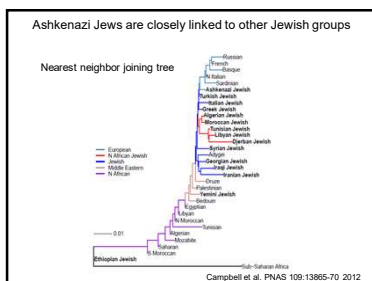 Ashkenazi Jews are closely linked to other Jewish groups
Nearest neighbor joining tree
Russian
French
Basque
N Italian
Sardinian
Ashkenazi Jewish
Turkish Jewish
Italian Jewish
Greek Jewish
Algerian Jewish
Moroccan Jewish
Tunisian Jewish
Libyan Jewish
Djerban Jewish
Syrian Jewish
Adygei
Georgian Jewish
Iraqi Jewish
Iranian Jewish
Druze
Palestinian
Yemini Jewish
Bedouin
Egyptian
Libyan
N Moroccan
Tunisian
Algerian
Mozabite
Saharan
S Moroccan
Ethiopian Jewish
Sub-Saharan Africa
European
N African Jewish
Jewish
Middle Eastern
N African
0.01
Campbell et al. PNAS 109:13865-70 2012